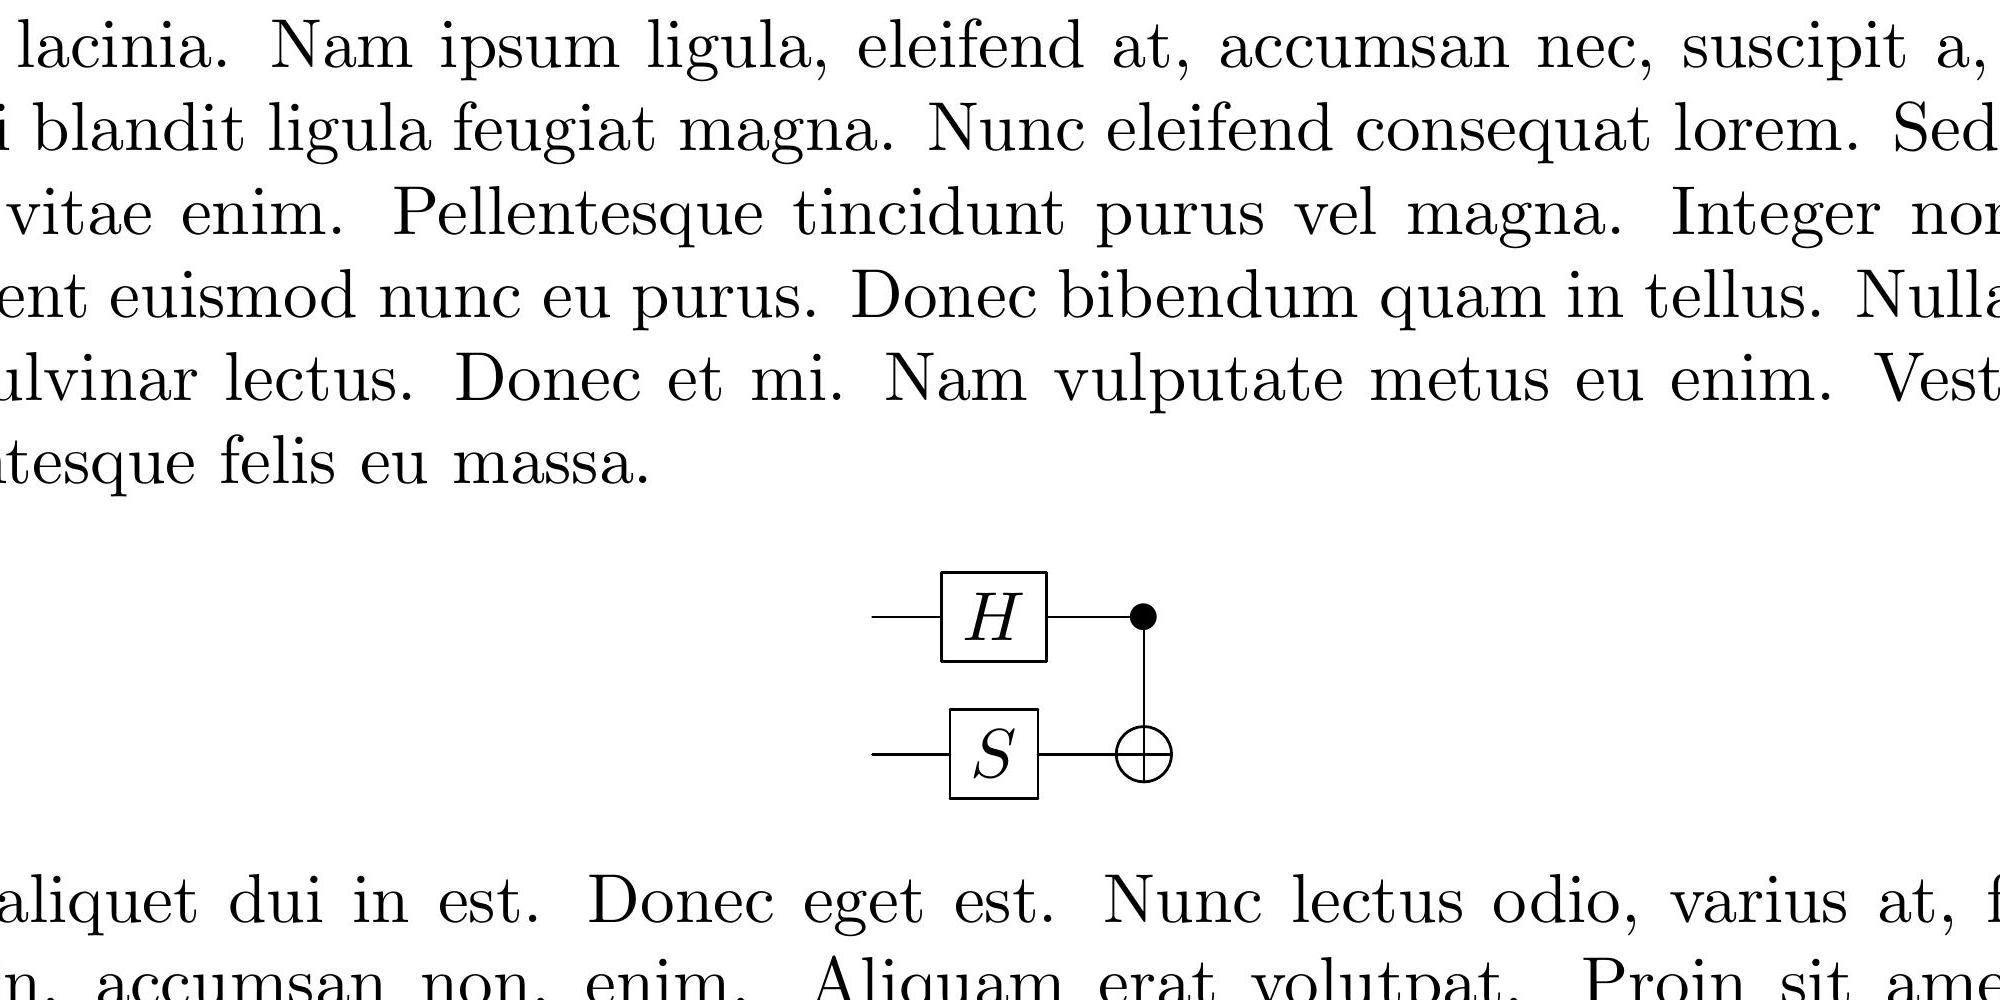 lacinia. Nam ipsum ligula, eleifend at, accumsan nec, suscipit a,
blandit ligula feugiat magna. Nunc eleifend consequat lorem. Sed
vitae enim. Pellentesque tincidunt purus vel magna. Integer non
ent euismod nunc eu purus. Donec bibendum quam in tellus. Nulla
ulvinar lectus. Donec et mi. Nam vulputate metus eu enim. Vest
tesque felis eu massa.
H
S
aliquet dui in est. Donec eget est. Nunc lectus odio, varius at, f
n, accumsan non, enim. Aliquam erat volutpat. Proin sit ame